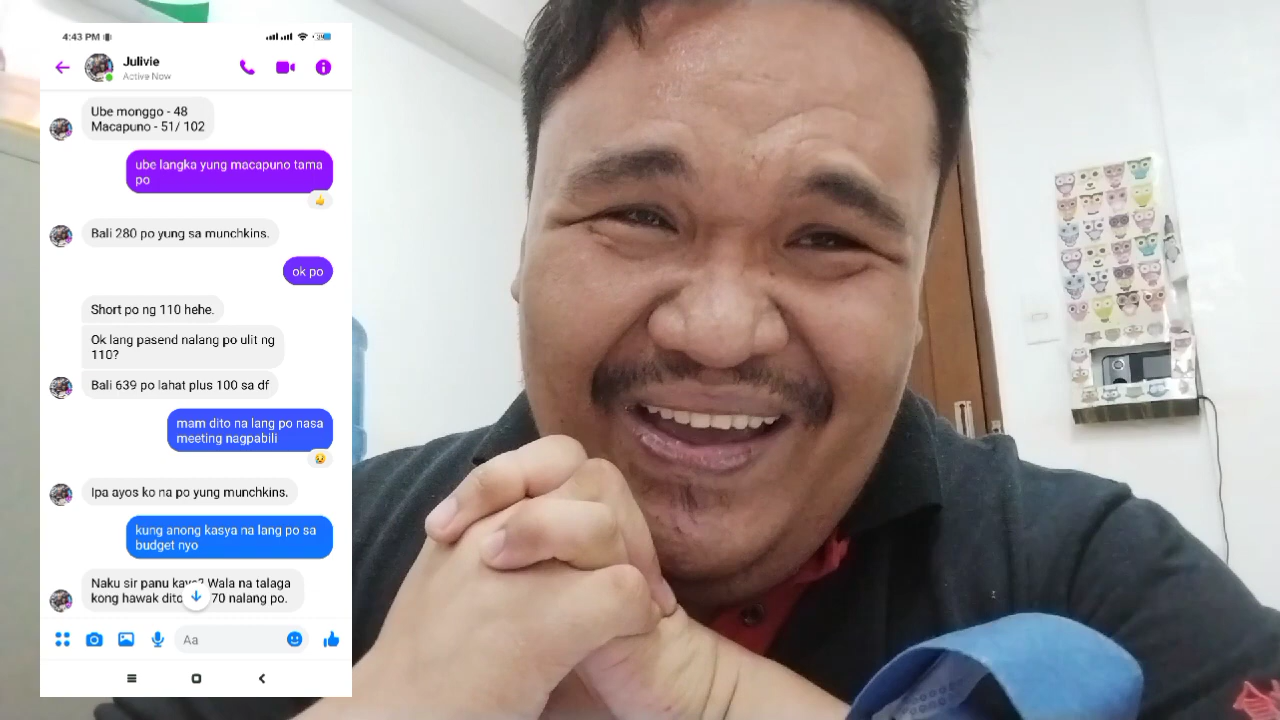 4:43 PM
Julivie
Active Now
Ube monggo - 48
Macapuno - 51/ 102
ube langka yung macapuno tama
po
Bali 280 po yung sa munchkins.
ok po
Short po ng 110 hehe.
Ok lang pasend nalang po ulit ng
110?
Bali 639 po lahat plus 100 sa df
mam dito na lang po nasa
meeting nagpabili
Ipa ayos ko na po yung munchkins.
kung anong kasya na lang po sa
budget nyo
Naku sir panu kaya? Wala na talaga
kong hawak dito 70 nalang po.
Aa